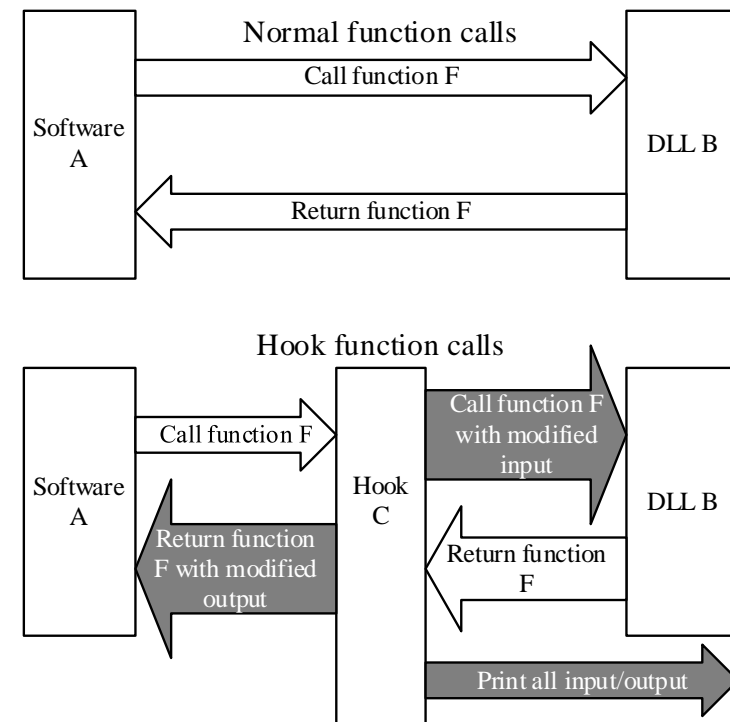 Normal function calls
Call function F
Software
A
DLL B
Return function F
Hook function calls
Call function F
Call function F
with modified
input
Software
A
Hook
C
DLL B
Return function
F with modified
output
Return function
F
Print all input/output